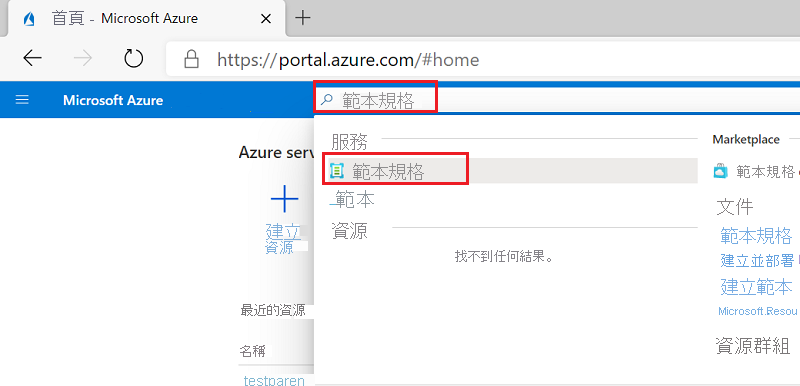 首頁 - Microsoft Azure
https://portal.azure.com/#home
Microsoft Azure
範本規格
Azure serv
建立
資源
最近的資源
名稱
testparen
服務
範本規格
範本
資源
找不到任何結果。
Marketplace
範本規格
文件
範本規格
建立並部署
建立範本
Microsoft.Resou
資源群組